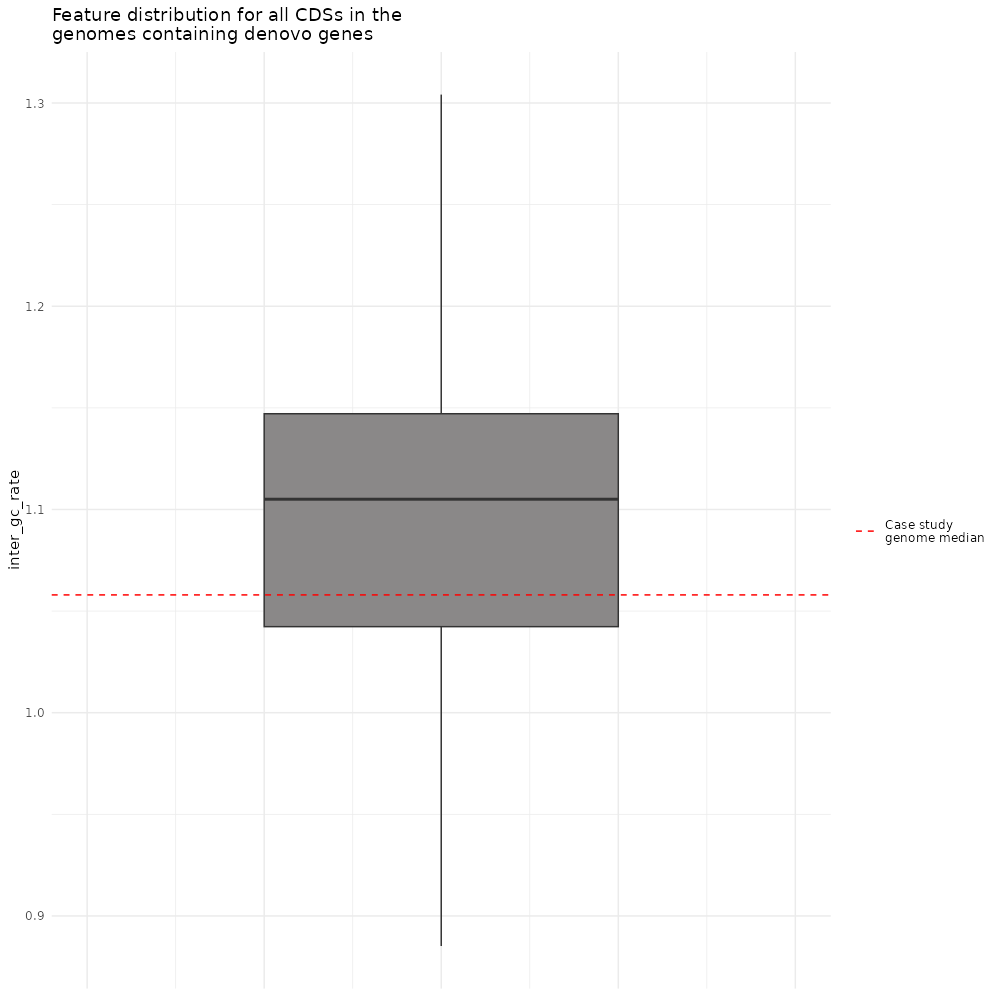 Feature distribution for all CDSs in the
genomes containing denovo genes
1.3
1.2
1.1
1.0
0.9
inter_gc_rate
Case study
genome median